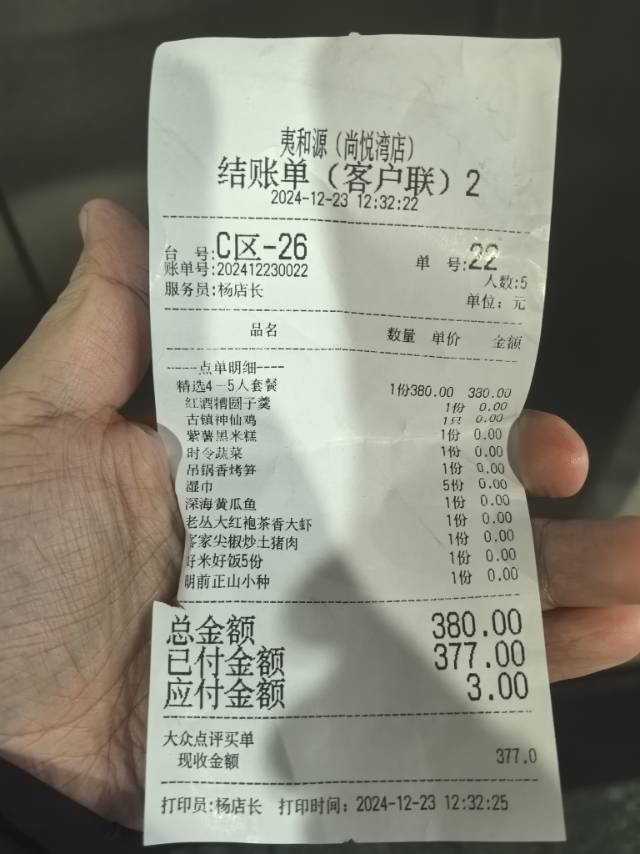 夷和源（尚悦湾店）
结账单（客户联）2
2024-12-23 12:32:22
台 号:C区-26 单 号:22
账单号:202412230022 人数:5
服务员:杨店长 单位: 元
品名 数量 单价 金额
-----点单明细----
精选4－5人套餐 1份380.00 380.00
红酒糟圆子羹 1份 0.00
古镇神仙鸡 1只 0.00
紫薯黑米糕 1份 0.00
时令蔬菜 1份 0.00
吊锅香烤笋 1份 0.00
湿巾 5份 0.00
深海黄瓜鱼 1份 0.00
老丛大红袍茶香大虾 1份 0.00
客家尖椒炒土猪肉 1份 0.00
好米好饭5份 1份 0.00
明前正山小种 1份 0.00
总金额 380.00
已付金额 377.00
应付金额 3.00
大众点评买单
现收金额 377.0
打印员:杨店长 打印时间: 2024-12-23 12:32:25